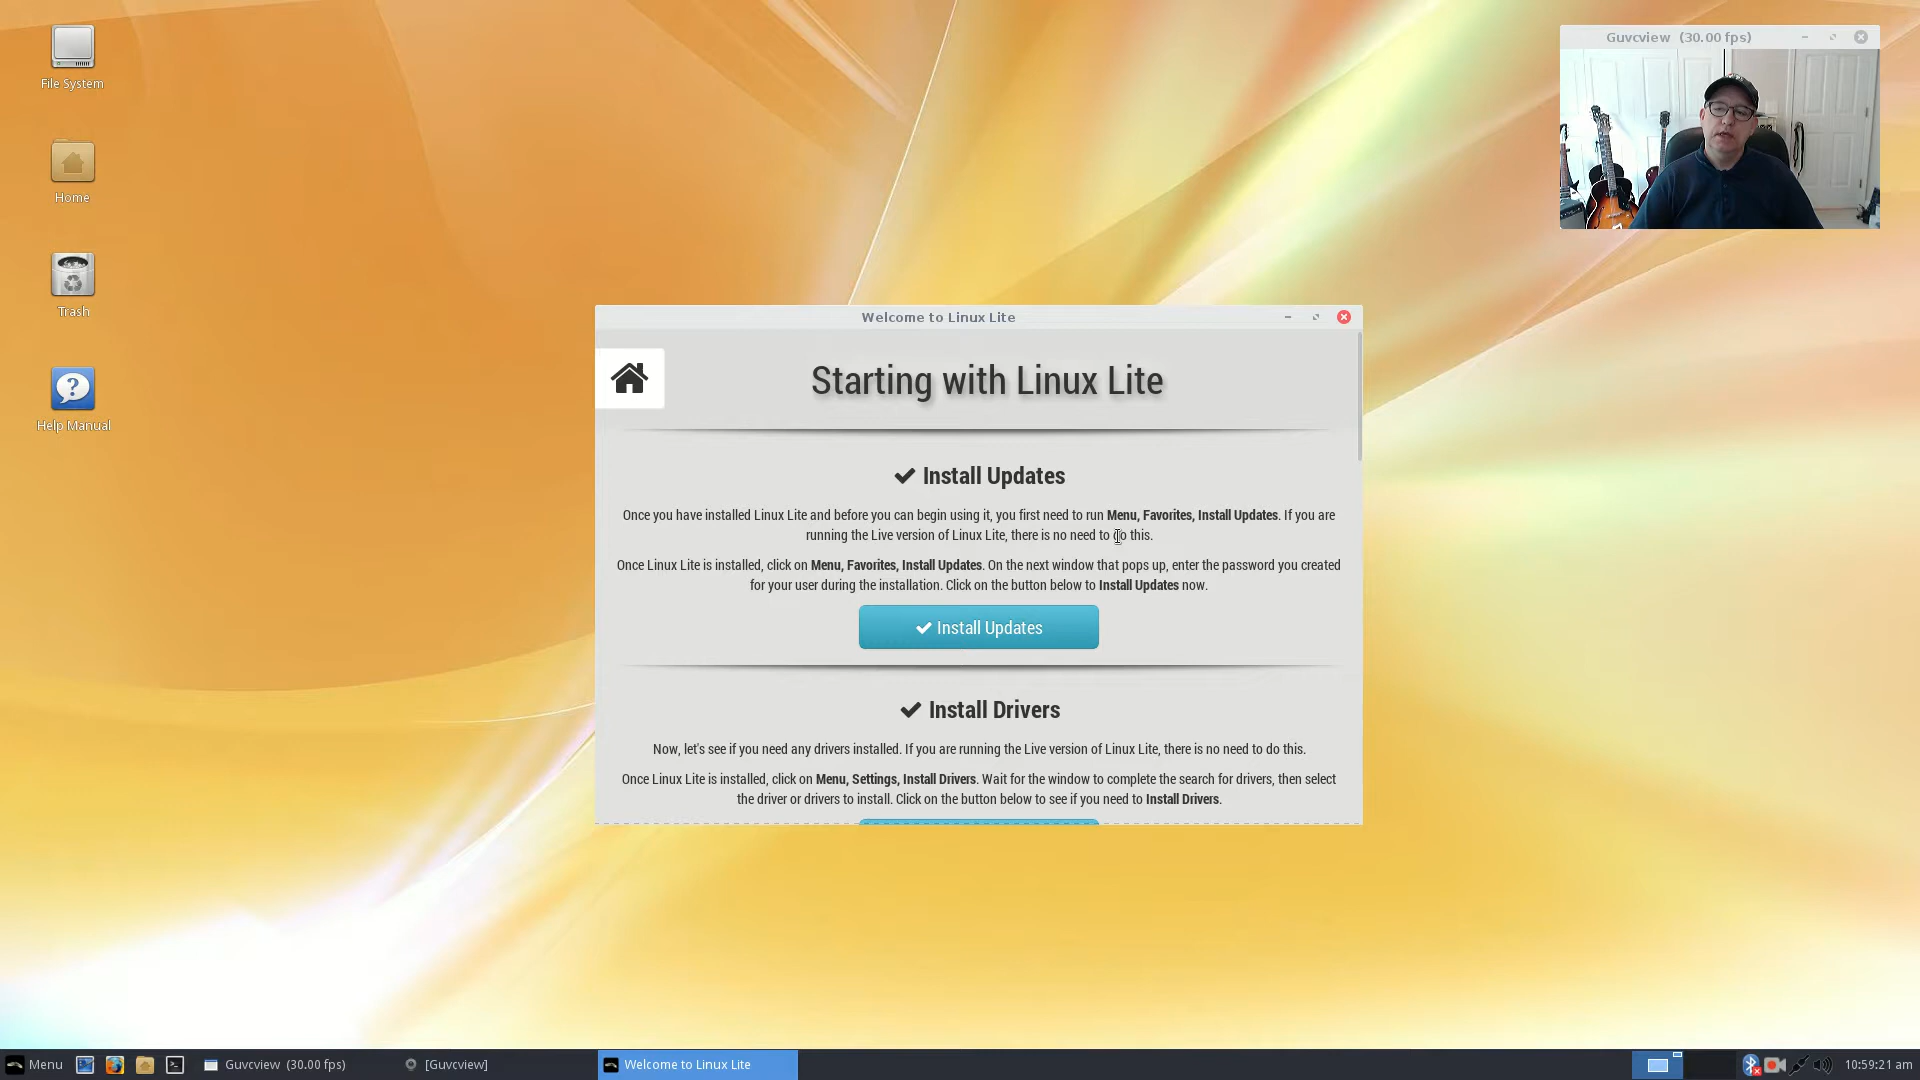 File System
Home
Trash
Help Manual
Guvcview (30.00 fps)
Welcome to Linux Lite
Starting with Linux Lite
Install Updates
Once you have installed Linux Lite and before you can begin using it, you first need to run Menu, Favorites, Install Updates. If you are
running the Live version of Linux Lite, there is no need to do this.
Once Linux Lite is installed, click on Menu, Favorites, Install Updates. On the next window that pops up, enter the password you created
for your user during the installation. Click on the button below to Install Updates now.
Install Updates
Install Drivers
Now, let's see if you need any drivers installed. If you are running the Live version of Linux Lite, there is no need to do this.
Once Linux Lite is installed, click on Menu, Settings, Install Drivers. Wait for the window to complete the search for drivers, then select
the driver or drivers to install. Click on the button below to see if you need to Install Drivers.
Menu
Guvcview (30.00 fps)
[Guvcview]
Welcome to Linux Lite
10:59:21 am